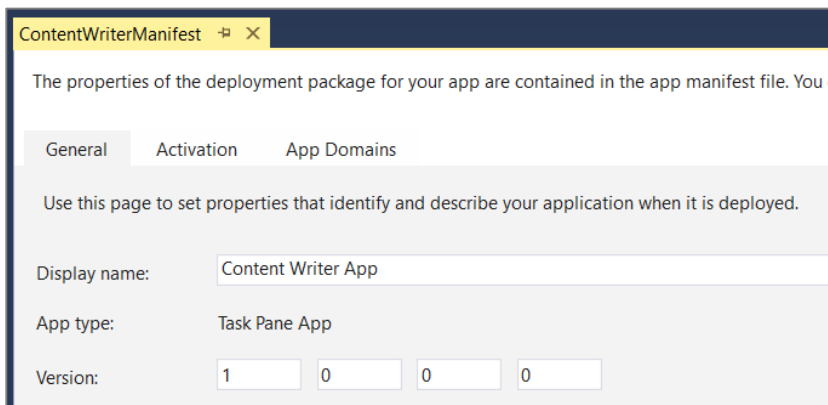 ContentWriterManifest
The properties of the deployment package for your app are contained in the app manifest file. You
General Activation App Domains
Use this page to set properties that identify and describe your application when it is deployed.
Display name: Content Writer App
App type: Task Pane App
Version: 1 0 0 0